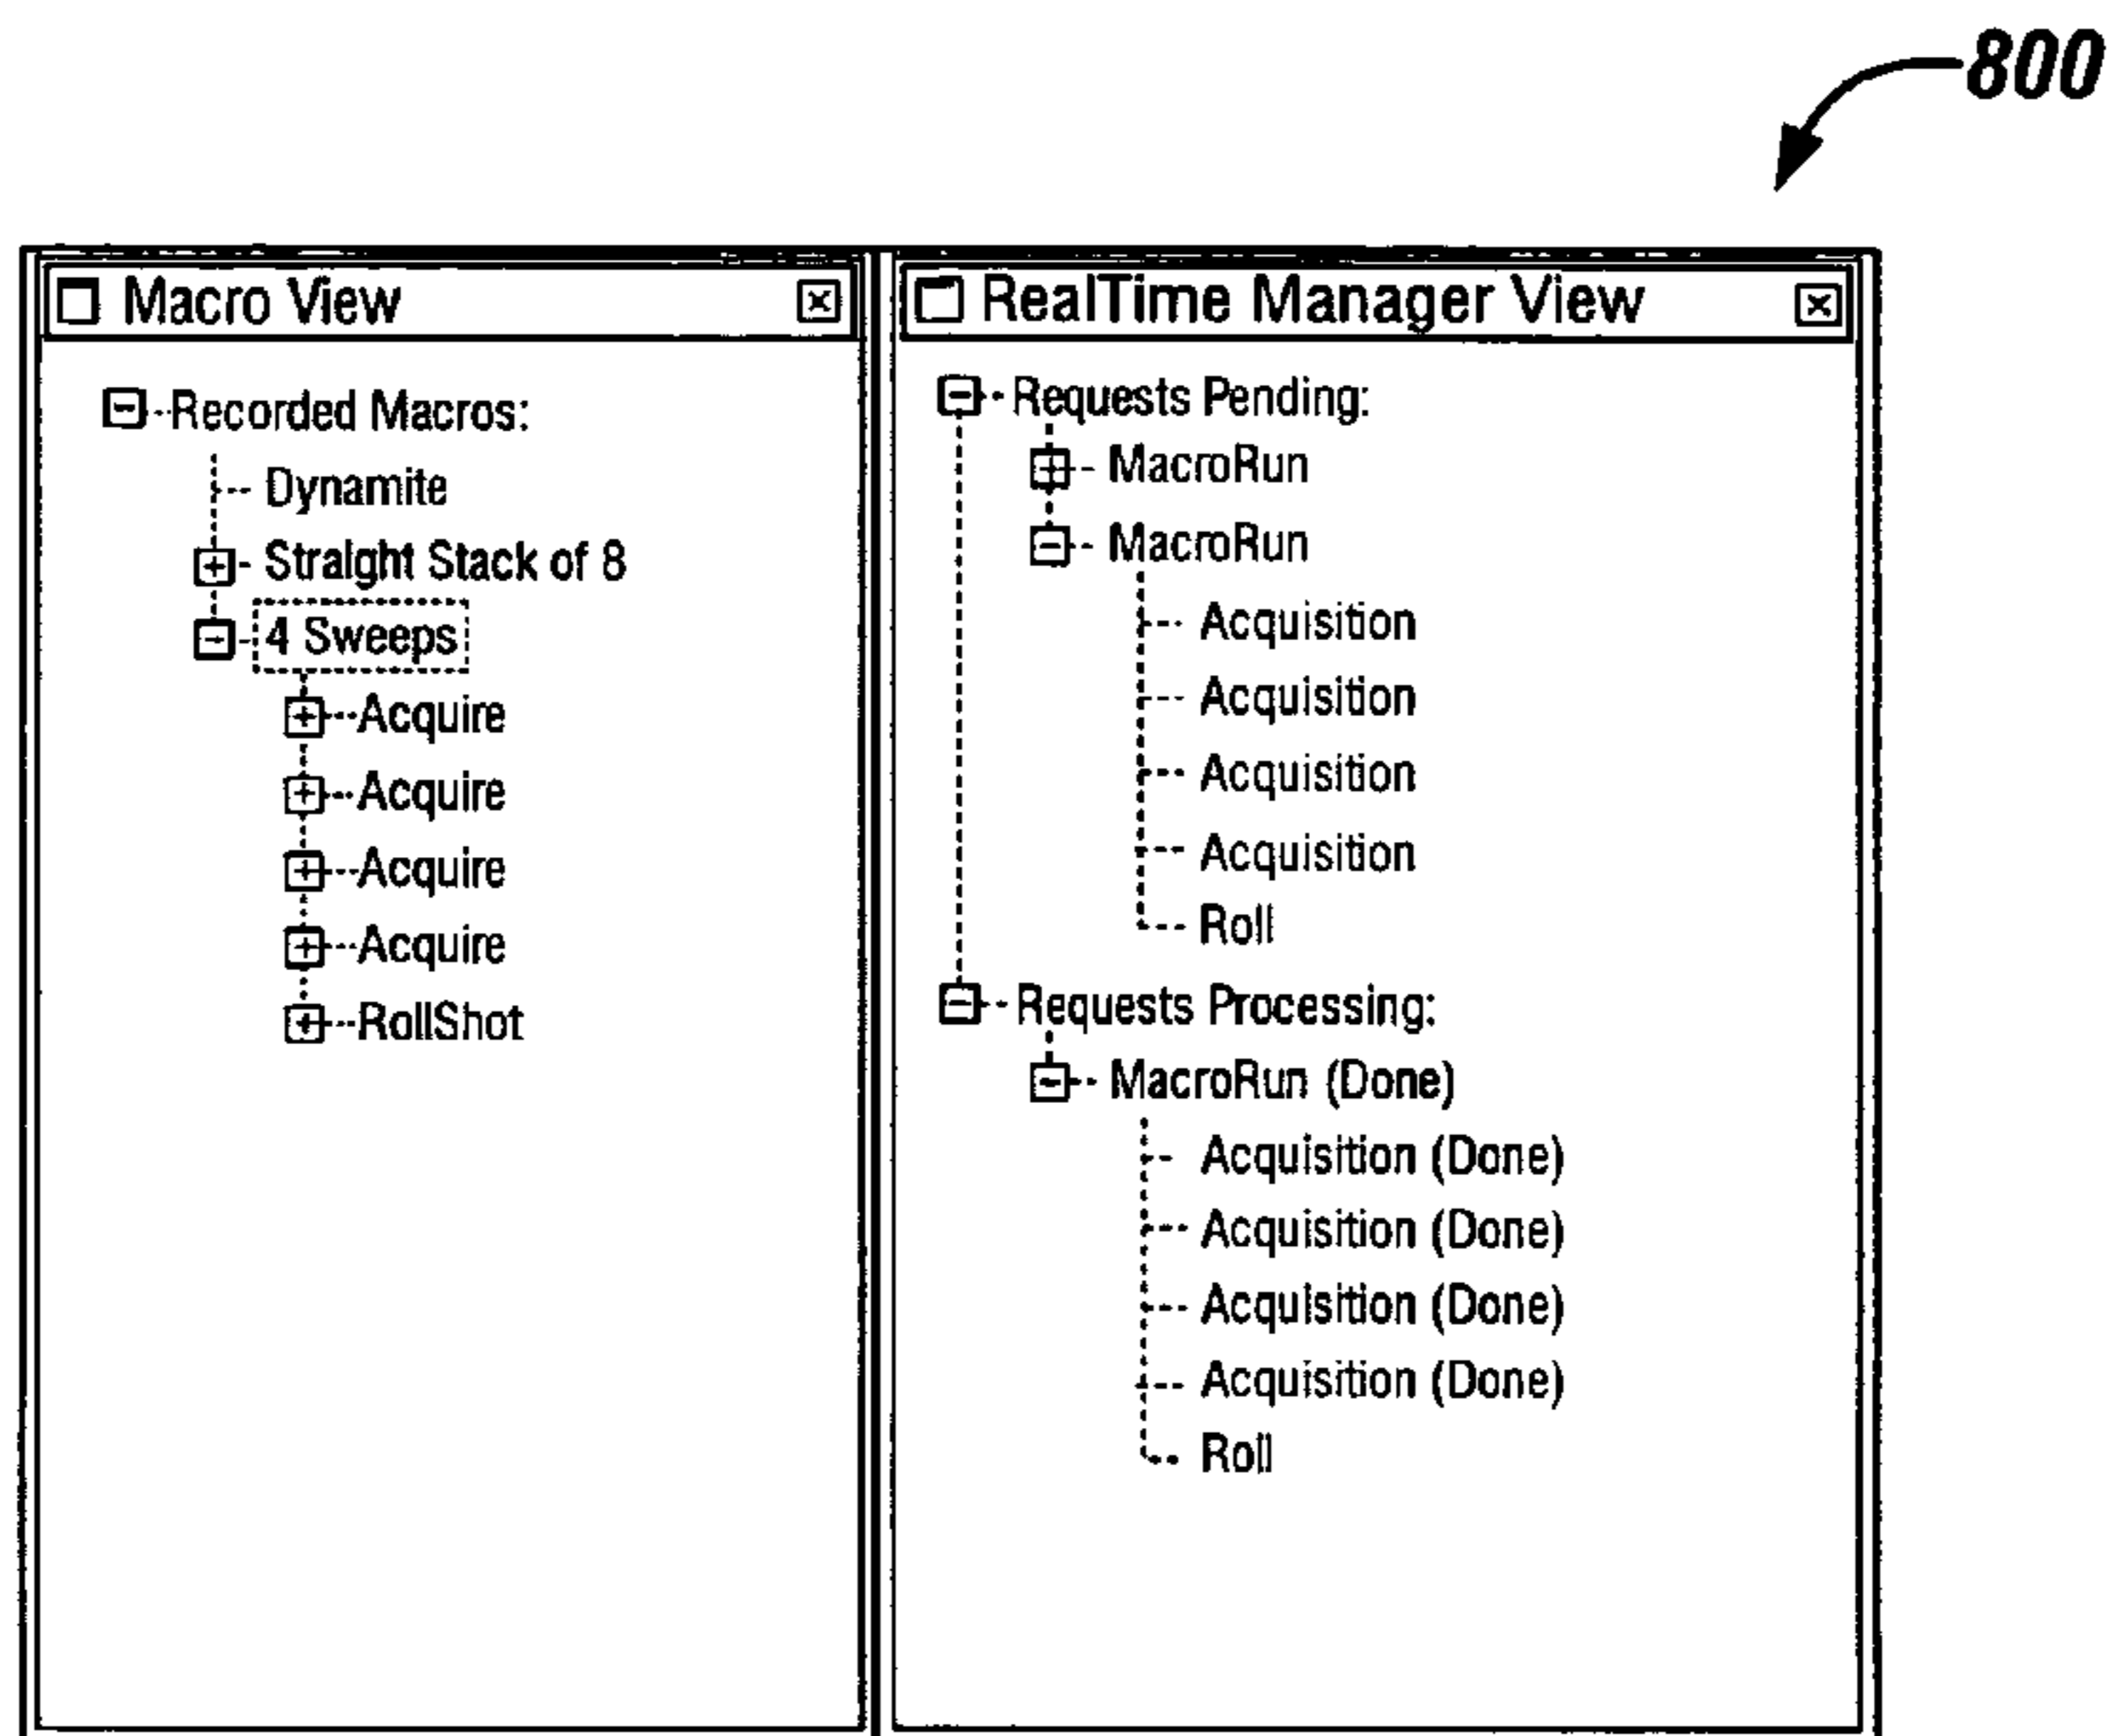 800
Macro View
Recorded Macros:
Dynamite
Straight Stack of 8
4 Sweeps
Acquire
Acquire
Acquire
Acquire
RollShot
RealTime Manager View
Requests Pending:
MacroRun
MacroRun
Acquisition
Acquisition
Acquisition
Acquisition
Roll
Requests Processing:
MacroRun (Done)
Acquisition (Done)
Acquisition (Done)
Acquisition (Done)
Acquisition (Done)
Roll